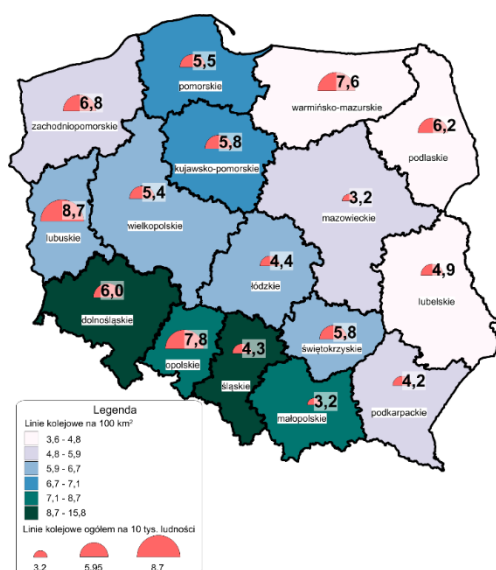 5,5
pomorskie
7,6
warmińsko-mazurskie
6,8
zachodniopomorskie
6,2
podlaskie
5,8
kujawsko-pomorskie
5,4
wielkopolskie
3,2
mazowieckie
8,7
lubuskie
4,4
łódzkie
4,9
lubelskie
6,0
dolnośląskie
7,8
opolskie
4,3
śląskie
5,8
świętokrzyskie
3,2
małopolskie
4,2
podkarpackie
Legenda
Linie kolejowe na 100 km²
3,6 - 4,8
4,8 - 5,9
5,9 - 6,7
6,7 - 7,1
7,1 - 8,7
8,7 - 15,8
Linie kolejowe ogółem na 10 tys. ludności
3,2 5,95 8,7